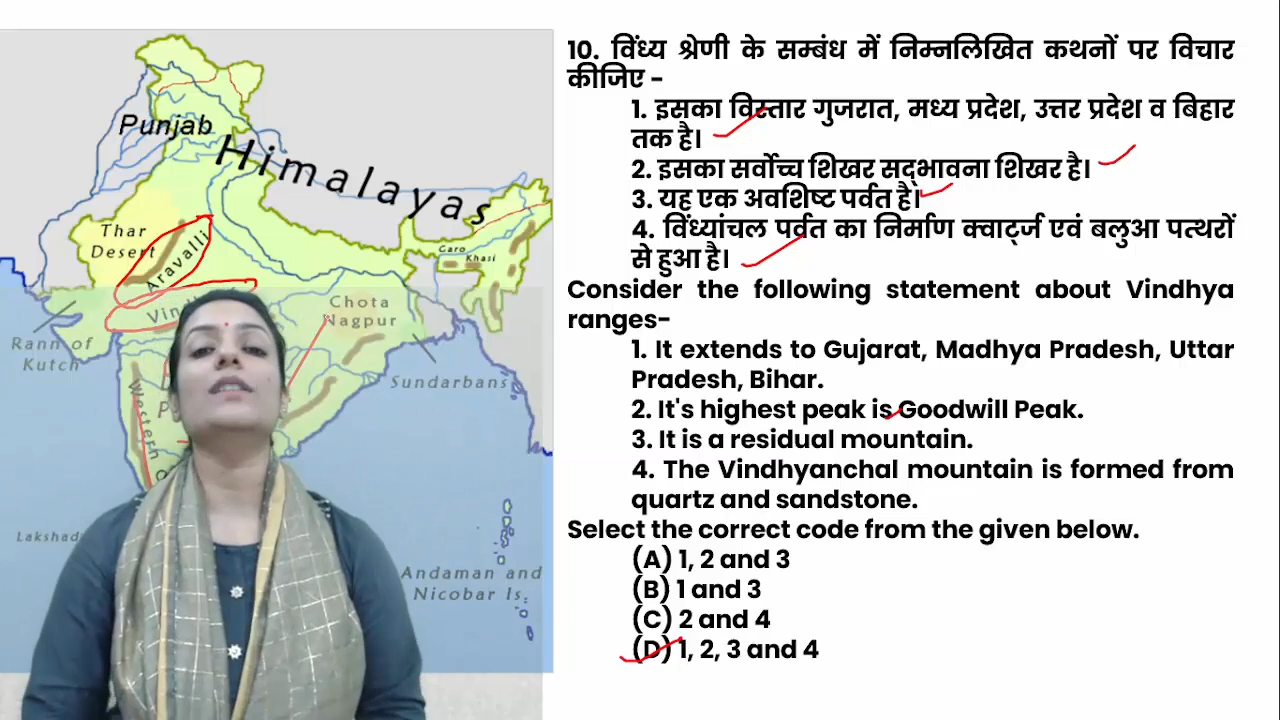 Punjab
Himalayas
Thar
Desert
Aravalli
Garo
Khasi
Chota
Nagpur
Rann of
Kutch
Sundarbans
Western
Andaman and
Nicobar Is.
10. विंध्य श्रेणी के सम्बंध में निम्नलिखित कथनों पर विचार
कीजिए -
1. इसका विस्तार गुजरात, मध्य प्रदेश, उत्तर प्रदेश व बिहार
तक है।
2. इसका सर्वोच्च शिखर सद्भावना शिखर है।
3. यह एक अवशिष्ट पर्वत है।
4. विंध्यांचल पर्वत का निर्माण क्वार्ट्ज एवं बलुआ पत्थरों
से हुआ है।
Consider the following statement about Vindhya
ranges-
1. It extends to Gujarat, Madhya Pradesh, Uttar
Pradesh, Bihar.
2. It's highest peak is Goodwill Peak.
3. It is a residual mountain.
4. The Vindhyanchal mountain is formed from
quartz and sandstone.
Select the correct code from the given below.
(A) 1, 2 and 3
(B) 1 and 3
(C) 2 and 4
(D) 1, 2, 3 and 4